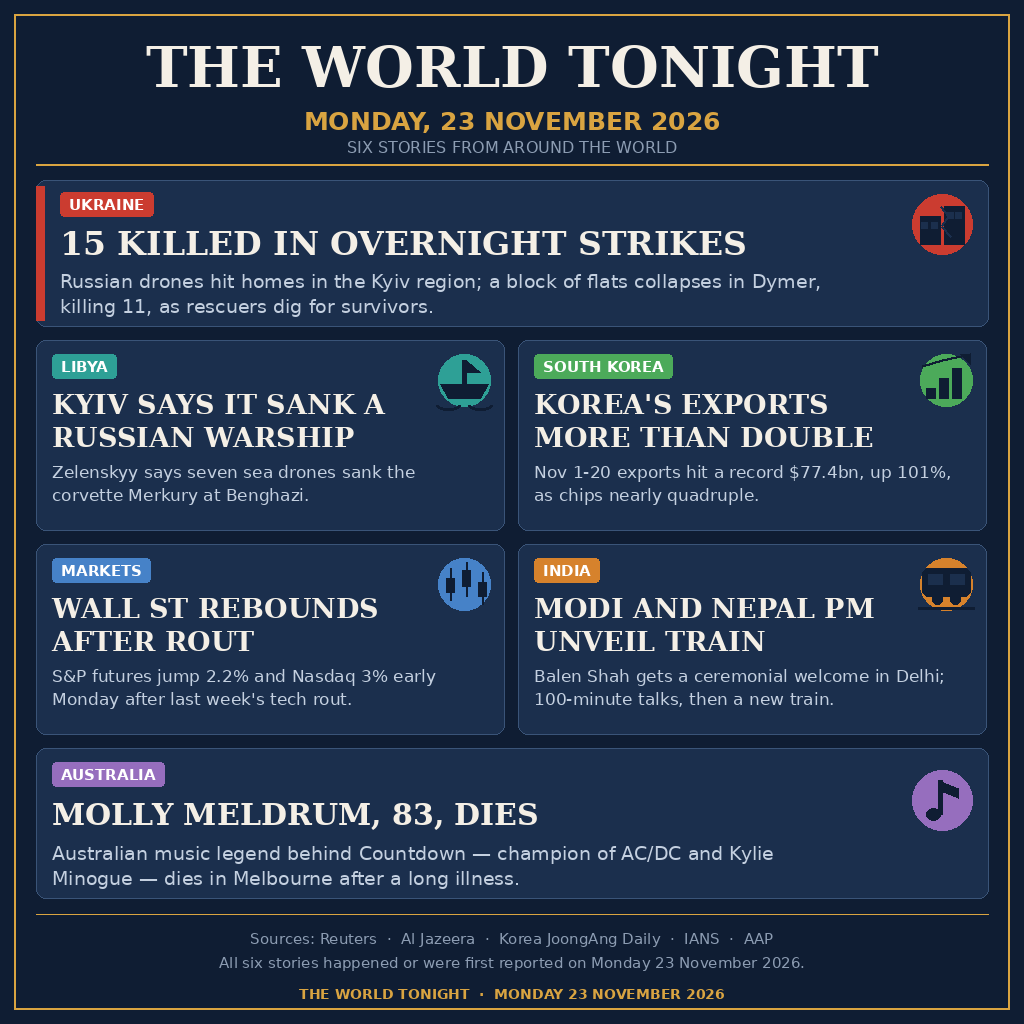 THE WORLD TONIGHT
MONDAY, 23 NOVEMBER 2026
SIX STORIES FROM AROUND THE WORLD
UKRAINE
15 KILLED IN OVERNIGHT STRIKES
Russian drones hit homes in the Kyiv region; a block of flats collapses in Dymer,
killing 11, as rescuers dig for survivors.
LIBYA
KYIV SAYS IT SANK A
RUSSIAN WARSHIP
Zelenskyy says seven sea drones sank the
corvette Merkury at Benghazi.
SOUTH KOREA
KOREA'S EXPORTS
MORE THAN DOUBLE
Nov 1-20 exports hit a record $77.4bn, up 101%,
as chips nearly quadruple.
MARKETS
WALL ST REBOUNDS
AFTER ROUT
S&P futures jump 2.2% and Nasdaq 3% early
Monday after last week's tech rout.
INDIA
MODI AND NEPAL PM
UNVEIL TRAIN
Balen Shah gets a ceremonial welcome in Delhi;
100-minute talks, then a new train.
AUSTRALIA
MOLLY MELDRUM, 83, DIES
Australian music legend behind Countdown — champion of AC/DC and Kylie
Minogue — dies in Melbourne after a long illness.
Sources: Reuters · Al Jazeera · Korea JoongAng Daily · IANS · AAP
All six stories happened or were first reported on Monday 23 November 2026.
THE WORLD TONIGHT · MONDAY 23 NOVEMBER 2026